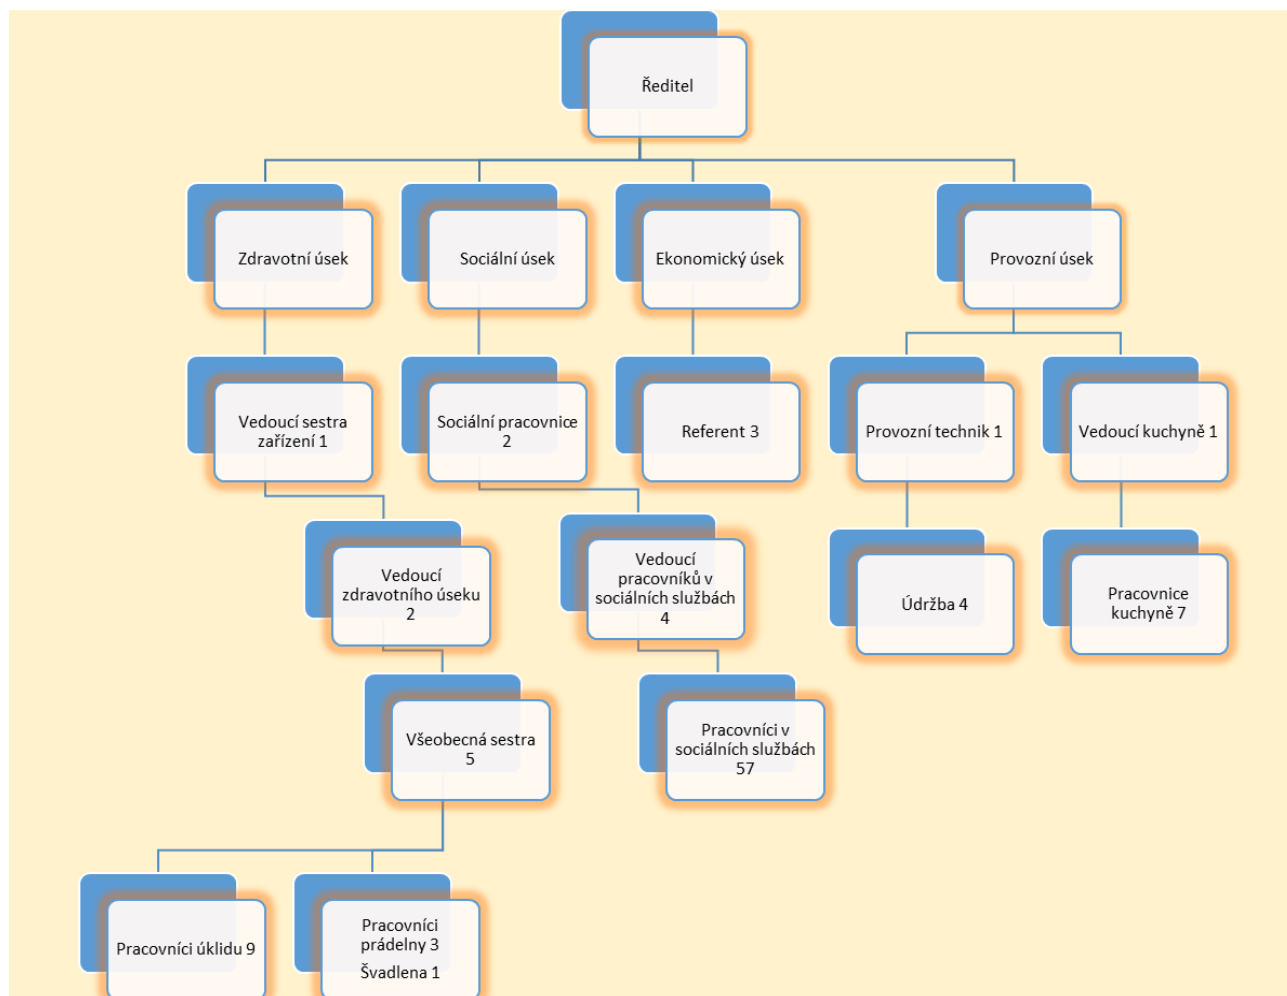 Ředitel
Zdravotní úsek
Sociální úsek
Ekonomický úsek
Provozní úsek
Vedoucí sestra
zařízení 1
Sociální pracovnice
2
Referent 3
Provozní technik 1
Vedoucí kuchyně 1
Vedoucí
zdravotního úseku
2
Vedoucí
pracovníků v
sociálních službách
4
Údržba 4
Pracovnice
kuchyně 7
Všeobecná sestra
5
Pracovníci v
sociálních službách
57
Pracovníci úklidu 9
Pracovníci
prádelny 3
Švadlena 1